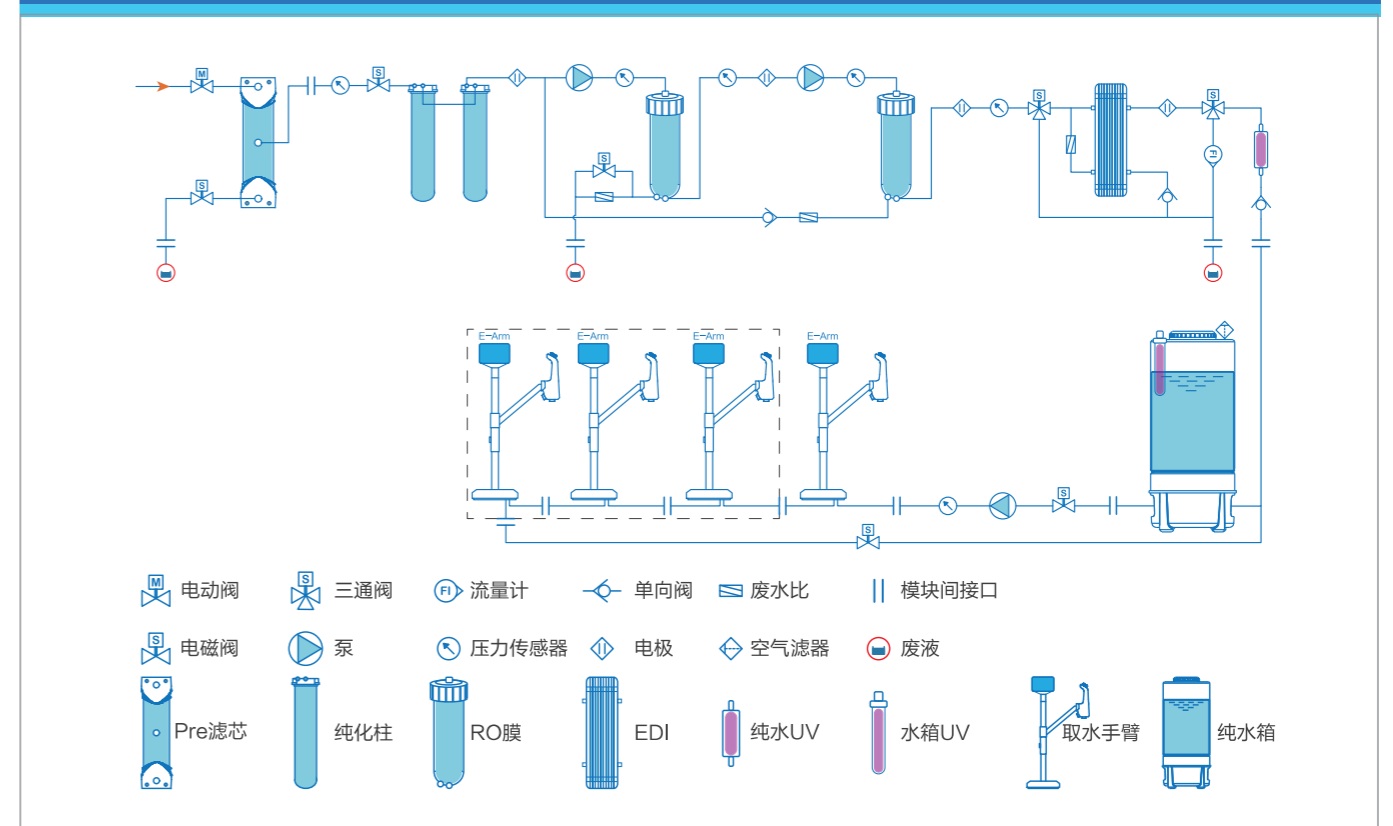 M
S
S
S
S
S
S
FI
S
E-Arm E-Arm E-Arm E-Arm
S
S
M 电动阀 S 三通阀 FI 流量计 单向阀 废水比 模块间接口
S 电磁阀 泵 压力传感器 电极 空气滤器 废液
Pre滤芯 纯化柱 RO膜 EDI 纯水UV 水箱UV 取水手臂 纯水箱